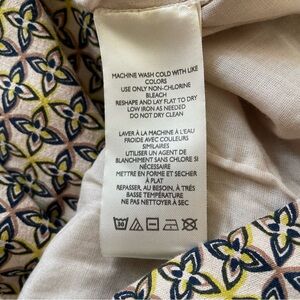 MACHINE WASH COLD WITH LIKE
COLORS
USE ONLY NON-CHLORINE
BLEACH
RESHAPE AND LAY FLAT TO DRY
LOW IRON AS NEEDED
DO NOT DRY CLEAN
LAVER À LA MACHINE À L'EAU
FROIDE AVEC COULEURS
SIMILAIRES
UTILISER UN AGENT DE
BLANCHIMENT SANS CHLORE SI
NÉCESSAIRE
METTRE EN FORME ET SÉCHER
À PLAT
REPASSER, AU BESOIN, À TRÈS
BASSE TEMPÉRATURE
NE PAS NETTOYER À SEC
30